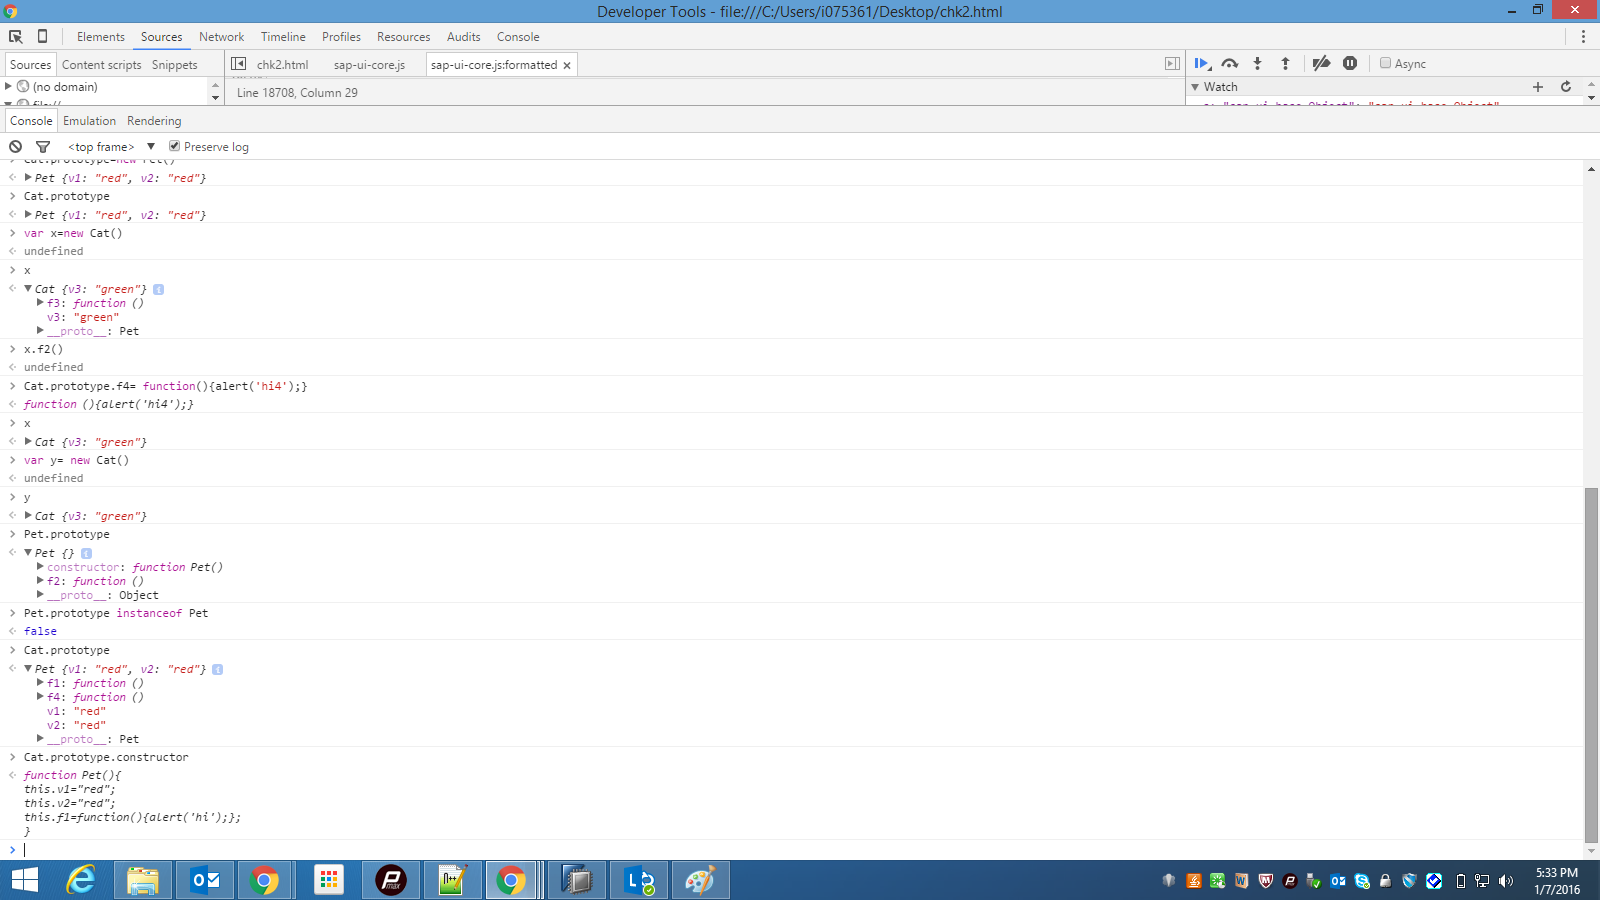 Developer Tools - file:///C:/Users/i075361/Desktop/chk2.html
Elements Sources Network Timeline Profiles Resources Audits Console
Sources Content scripts Snippets chk2.html sap-ui-core.js sap-ui-core.js:formatted × Async
(no domain) Line 18708, Column 29 Watch
file://
Console Emulation Rendering
<top frame> Preserve log
Cat.prototype=new Pet()
Pet {v1: "red", v2: "red"}
Cat.prototype
Pet {v1: "red", v2: "red"}
var x=new Cat()
undefined
x
Cat {v3: "green"}
f3: function ()
v3: "green"
__proto__: Pet
x.f2()
undefined
Cat.prototype.f4= function(){alert('hi4');}
function (){alert('hi4');}
x
Cat {v3: "green"}
var y= new Cat()
undefined
y
Cat {v3: "green"}
Pet.prototype
Pet {}
constructor: function Pet()
f2: function ()
__proto__: Object
Pet.prototype instanceof Pet
false
Cat.prototype
Pet {v1: "red", v2: "red"}
f1: function ()
f4: function ()
v1: "red"
v2: "red"
__proto__: Pet
Cat.prototype.constructor
function Pet(){
this.v1="red";
this.v2="red";
this.f1=function(){alert('hi');};
}
5:33 PM
1/7/2016